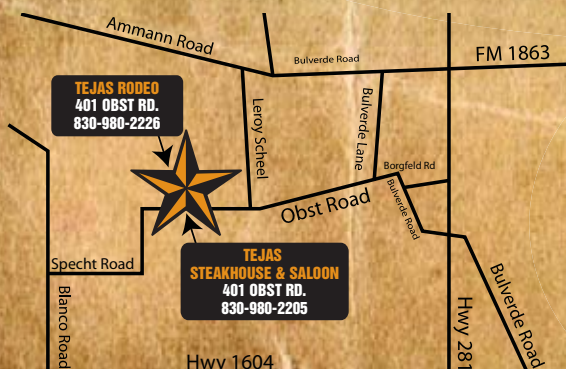 Ammann Road
Bulverde Road
FM 1863
TEJAS RODEO
401 OBST RD.
830-980-2226
Leroy Scheel
Bulverde Lane
Borgfeld Rd
Obst Road
Bulverde Road
Specht Road
TEJAS
STEAKHOUSE & SALOON
401 OBST RD.
830-980-2205
Blanco Road
Hwy 281
Bulverde Road
Hwy 1604